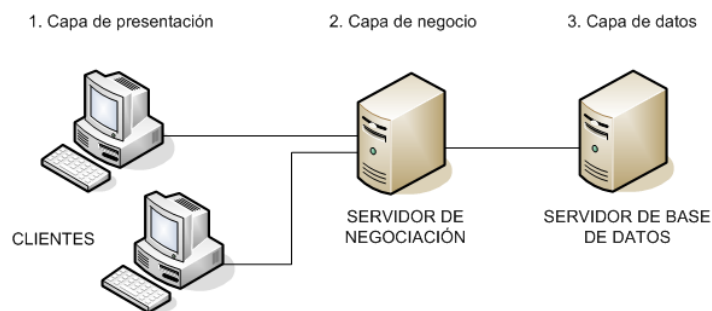 1. Capa de presentación
2. Capa de negocio
3. Capa de datos
CLIENTES
SERVIDOR DE
NEGOCIACIÓN
SERVIDOR DE BASE
DE DATOS